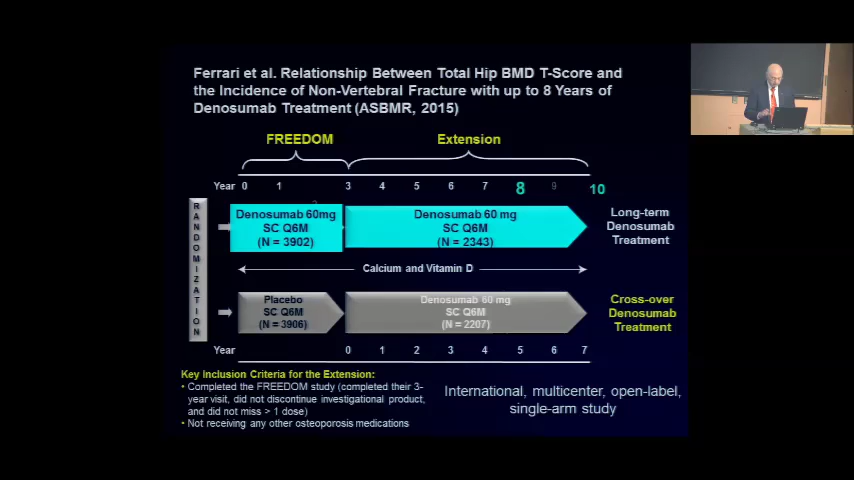 Ferrari et al. Relationship Between Total Hip BMD T-Score and
the Incidence of Non-Vertebral Fracture with up to 8 Years of
Denosumab Treatment (ASBMR, 2015)
FREEDOM
Extension
Year 0 1 3 4 5 6 7 8 9 10
RANDOMIZATION
Denosumab 60mg
SC Q6M
(N = 3902)
Denosumab 60 mg
SC Q6M
(N = 2343)
Long-term
Denosumab
Treatment
Calcium and Vitamin D
Placebo
SC Q6M
(N = 3906)
Denosumab 60 mg
SC Q6M
(N = 2207)
Cross-over
Denosumab
Treatment
Year 0 1 2 3 4 5 6 7
Key Inclusion Criteria for the Extension:
• Completed the FREEDOM study (completed their 3-
year visit, did not discontinue investigational product,
and did not miss > 1 dose)
• Not receiving any other osteoporosis medications
International, multicenter, open-label,
single-arm study